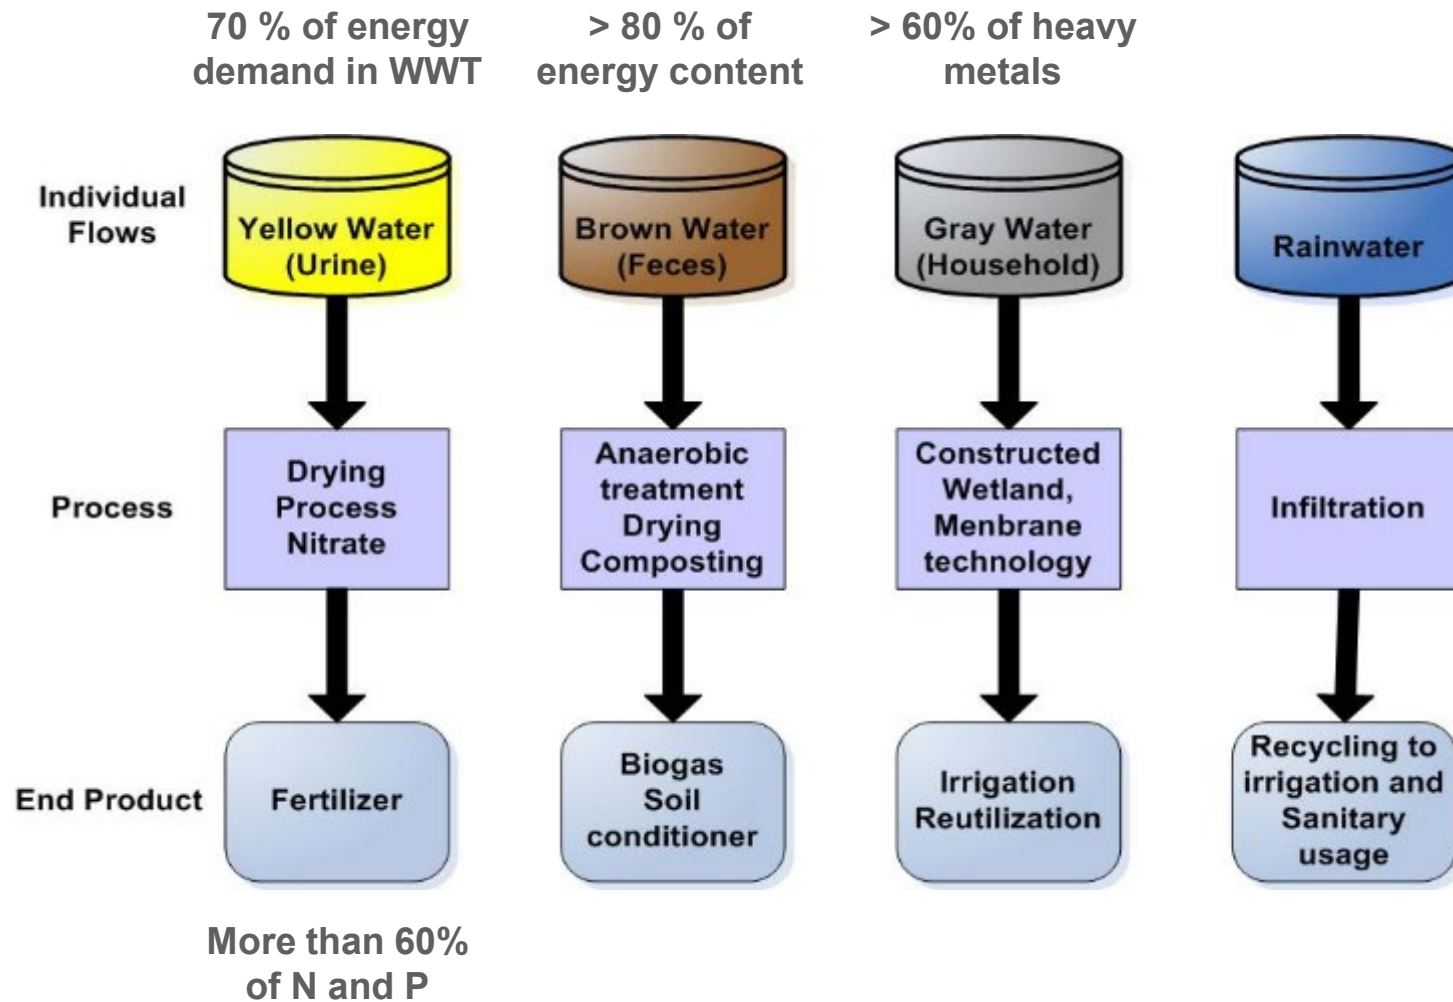 70 % of energy
demand in WWT
> 80 % of
energy content
> 60% of heavy
metals
Individual
Flows
Yellow Water
(Urine)
Brown Water
(Feces)
Gray Water
(Household)
Rainwater
Process
Drying
Process
Nitrate
Anaerobic
treatment
Drying
Composting
Constructed
Wetland,
Menbrane
technology
Infiltration
End Product
Fertilizer
Biogas
Soil
conditioner
Irrigation
Reutilization
Recycling to
irrigation and
Sanitary
usage
More than 60%
of N and P